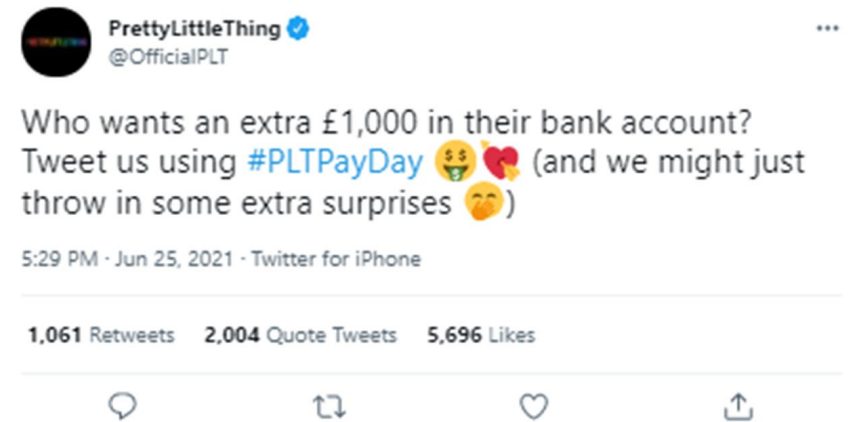 PrettyLittleThing
@OfficialPLT
Who wants an extra £1,000 in their bank account?
Tweet us using #PLTPayDay 🤑💘 (and we might just
throw in some extra surprises 🤭)
5:29 PM · Jun 25, 2021 · Twitter for iPhone
1,061 Retweets 2,004 Quote Tweets 5,696 Likes